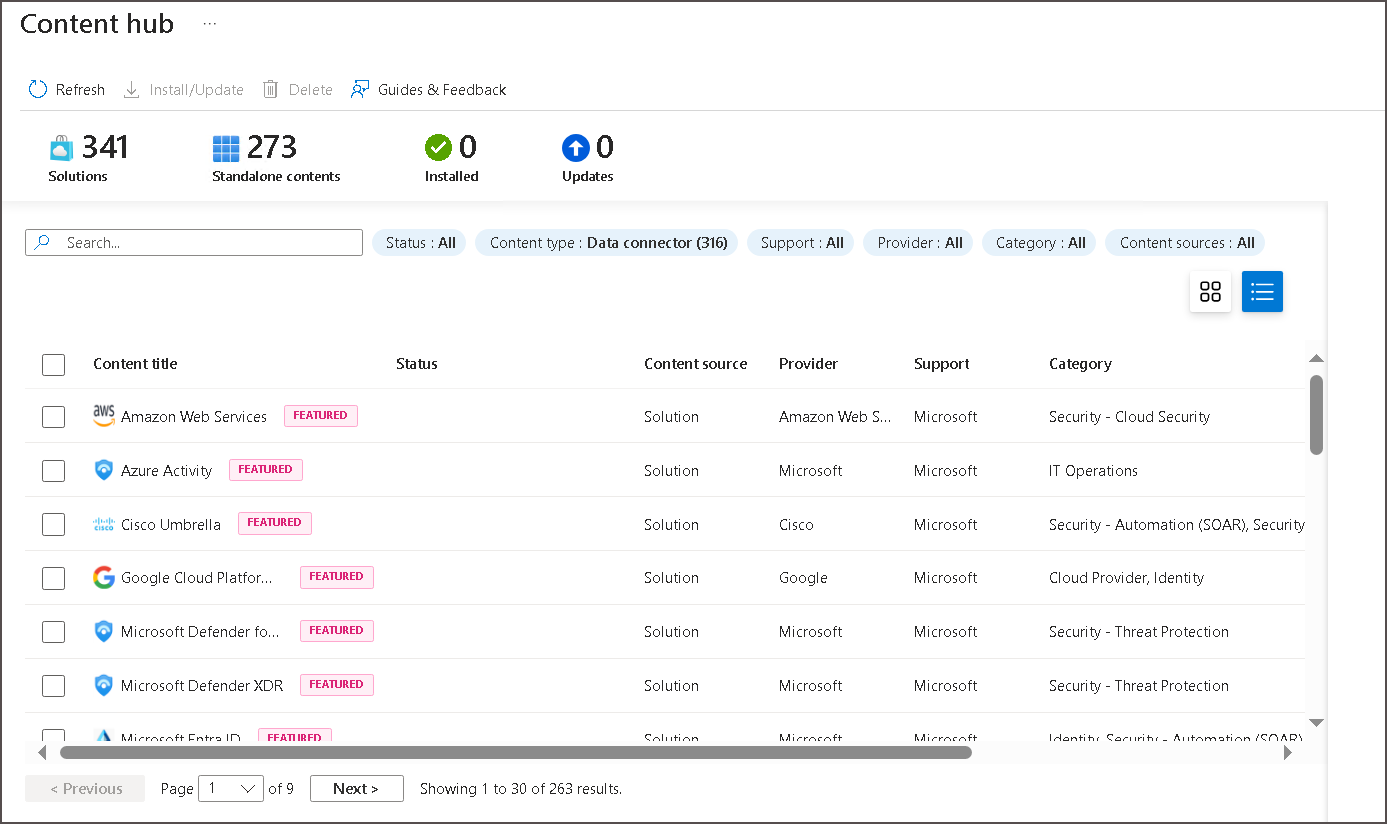 Content hub ...
Refresh Install/Update Delete Guides & Feedback
341 273 0 0
Solutions Standalone contents Installed Updates
Search... Status : All Content type : Data connector (316) Support : All Provider : All Category : All Content sources : All
Content title Status Content source Provider Support Category
aws Amazon Web Services FEATURED Solution Amazon Web S... Microsoft Security - Cloud Security
Azure Activity FEATURED Solution Microsoft Microsoft IT Operations
CISCO Cisco Umbrella FEATURED Solution Cisco Microsoft Security - Automation (SOAR), Security
Google Cloud Platfor... FEATURED Solution Google Microsoft Cloud Provider, Identity
Microsoft Defender fo... FEATURED Solution Microsoft Microsoft Security - Threat Protection
Microsoft Defender XDR FEATURED Solution Microsoft Microsoft Security - Threat Protection
Microsoft Entra ID FEATURED Solution Microsoft Microsoft Identity, Security - Automation (SOAR)
< Previous Page 1 of 9 Next > Showing 1 to 30 of 263 results.